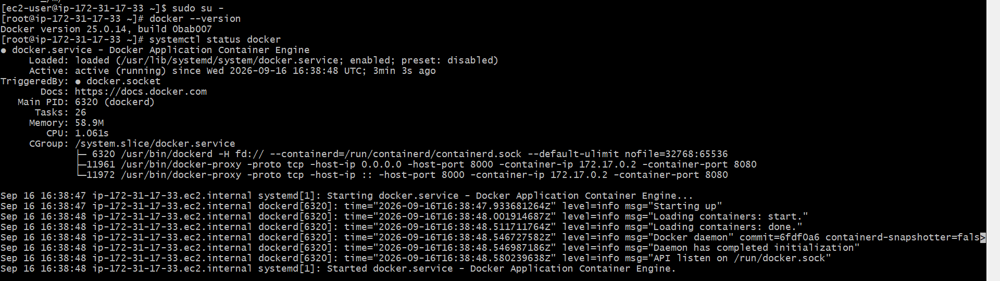 [ec2-user@ip-172-31-17-33 ~]$ sudo su -
[root@ip-172-31-17-33 ~]# docker --version
Docker version 25.0.14, build 0bab007
[root@ip-172-31-17-33 ~]# systemctl status docker
● docker.service - Docker Application Container Engine
     Loaded: loaded (/usr/lib/systemd/system/docker.service; enabled; preset: disabled)
     Active: active (running) since Wed 2026-09-16 16:38:48 UTC; 3min 3s ago
TriggeredBy: ● docker.socket
       Docs: https://docs.docker.com
   Main PID: 6320 (dockerd)
      Tasks: 26
     Memory: 58.9M
        CPU: 1.061s
     CGroup: /system.slice/docker.service
             ├─ 6320 /usr/bin/dockerd -H fd:// --containerd=/run/containerd/containerd.sock --default-ulimit nofile=32768:65536
             ├─11961 /usr/bin/docker-proxy -proto tcp -host-ip 0.0.0.0 -host-port 8000 -container-ip 172.17.0.2 -container-port 8080
             └─11972 /usr/bin/docker-proxy -proto tcp -host-ip :: -host-port 8000 -container-ip 172.17.0.2 -container-port 8080
Sep 16 16:38:47 ip-172-31-17-33.ec2.internal systemd[1]: Starting docker.service - Docker Application Container Engine...
Sep 16 16:38:47 ip-172-31-17-33.ec2.internal dockerd[6320]: time="2026-09-16T16:38:47.933681264Z" level=info msg="Starting up"
Sep 16 16:38:48 ip-172-31-17-33.ec2.internal dockerd[6320]: time="2026-09-16T16:38:48.001914687Z" level=info msg="Loading containers: start."
Sep 16 16:38:48 ip-172-31-17-33.ec2.internal dockerd[6320]: time="2026-09-16T16:38:48.511711764Z" level=info msg="Loading containers: done."
Sep 16 16:38:48 ip-172-31-17-33.ec2.internal dockerd[6320]: time="2026-09-16T16:38:48.546727582Z" level=info msg="Docker daemon" commit=6fdf0a6 containerd-snapshotter=fals>
Sep 16 16:38:48 ip-172-31-17-33.ec2.internal dockerd[6320]: time="2026-09-16T16:38:48.546987186Z" level=info msg="Daemon has completed initialization"
Sep 16 16:38:48 ip-172-31-17-33.ec2.internal dockerd[6320]: time="2026-09-16T16:38:48.580239638Z" level=info msg="API listen on /run/docker.sock"
Sep 16 16:38:48 ip-172-31-17-33.ec2.internal systemd[1]: Started docker.service - Docker Application Container Engine.